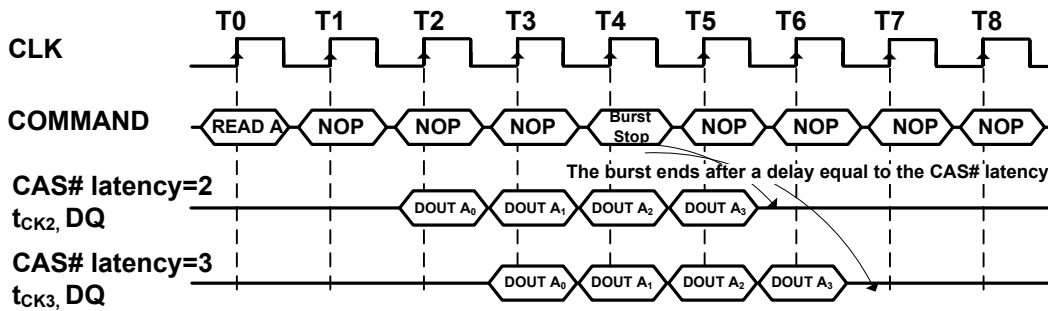 T0 T1 T2 T3 T4 T5 T6 T7 T8
CLK
COMMAND READ A NOP NOP NOP Burst Stop NOP NOP NOP NOP
The burst ends after a delay equal to the CAS# latency
CAS# latency=2
tCK2, DQ DOUT A0 DOUT A1 DOUT A2 DOUT A3
CAS# latency=3
tCK3, DQ DOUT A0 DOUT A1 DOUT A2 DOUT A3